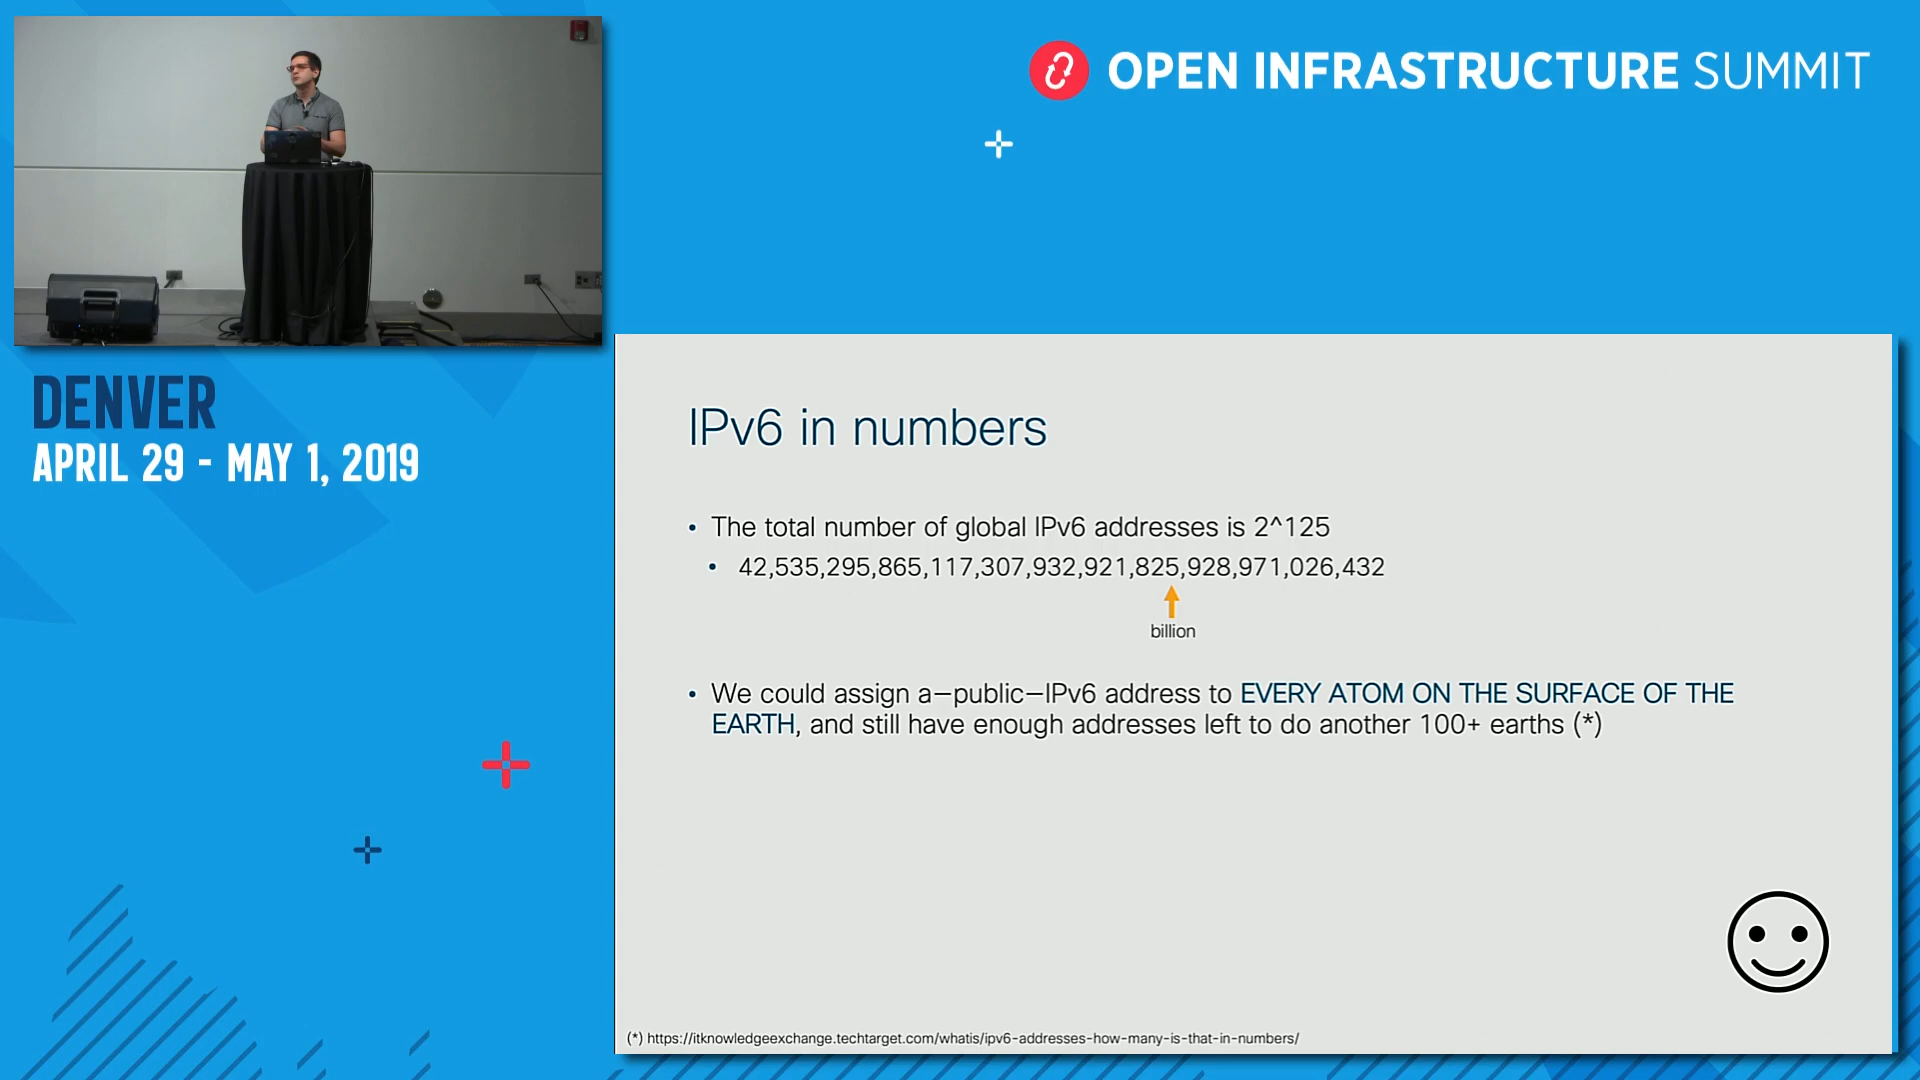 OPEN INFRASTRUCTURE SUMMIT
DENVER
APRIL 29 - MAY 1, 2019
IPv6 in numbers
• The total number of global IPv6 addresses is 2^125
• 42,535,295,865,117,307,932,921,825,928,971,026,432
billion
• We could assign a-public-IPv6 address to EVERY ATOM ON THE SURFACE OF THE
EARTH, and still have enough addresses left to do another 100+ earths (*)
(*) https://itknowledgeexchange.techtarget.com/whatis/ipv6-addresses-how-many-is-that-in-numbers/